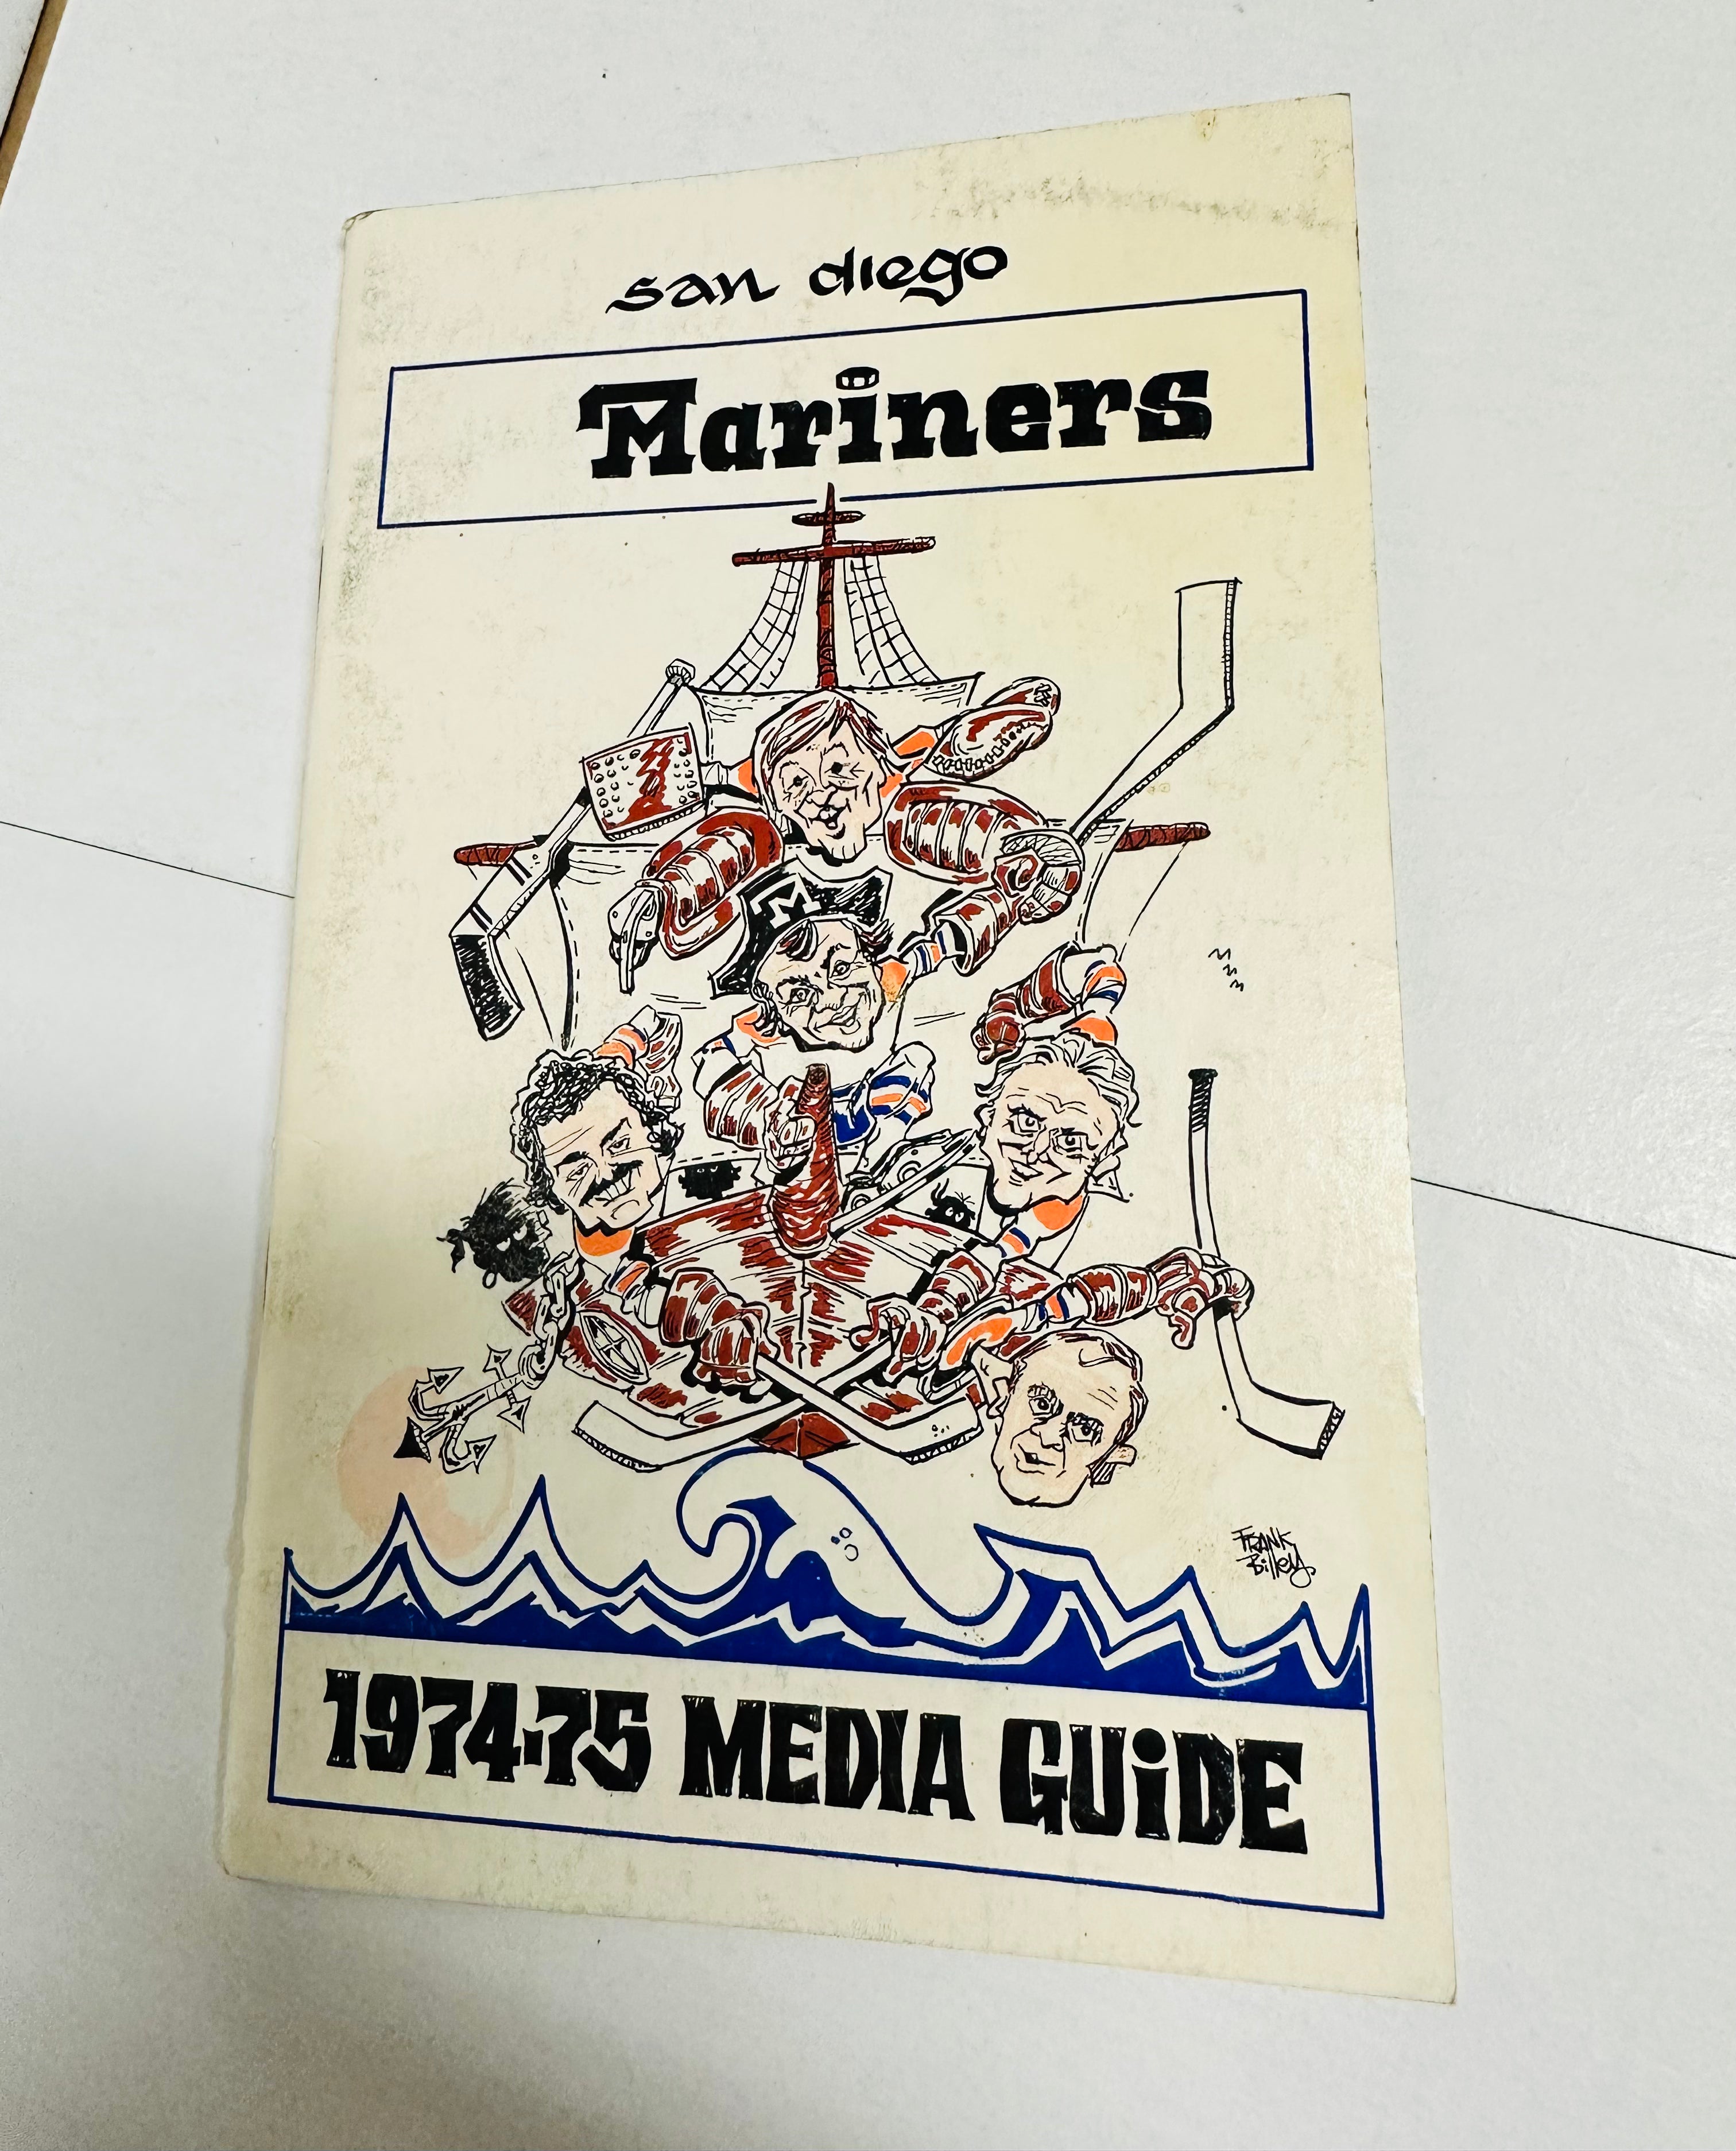 san diego
Mariners
M
FRANK
Billey
1974-75 MEDIA GUiDE